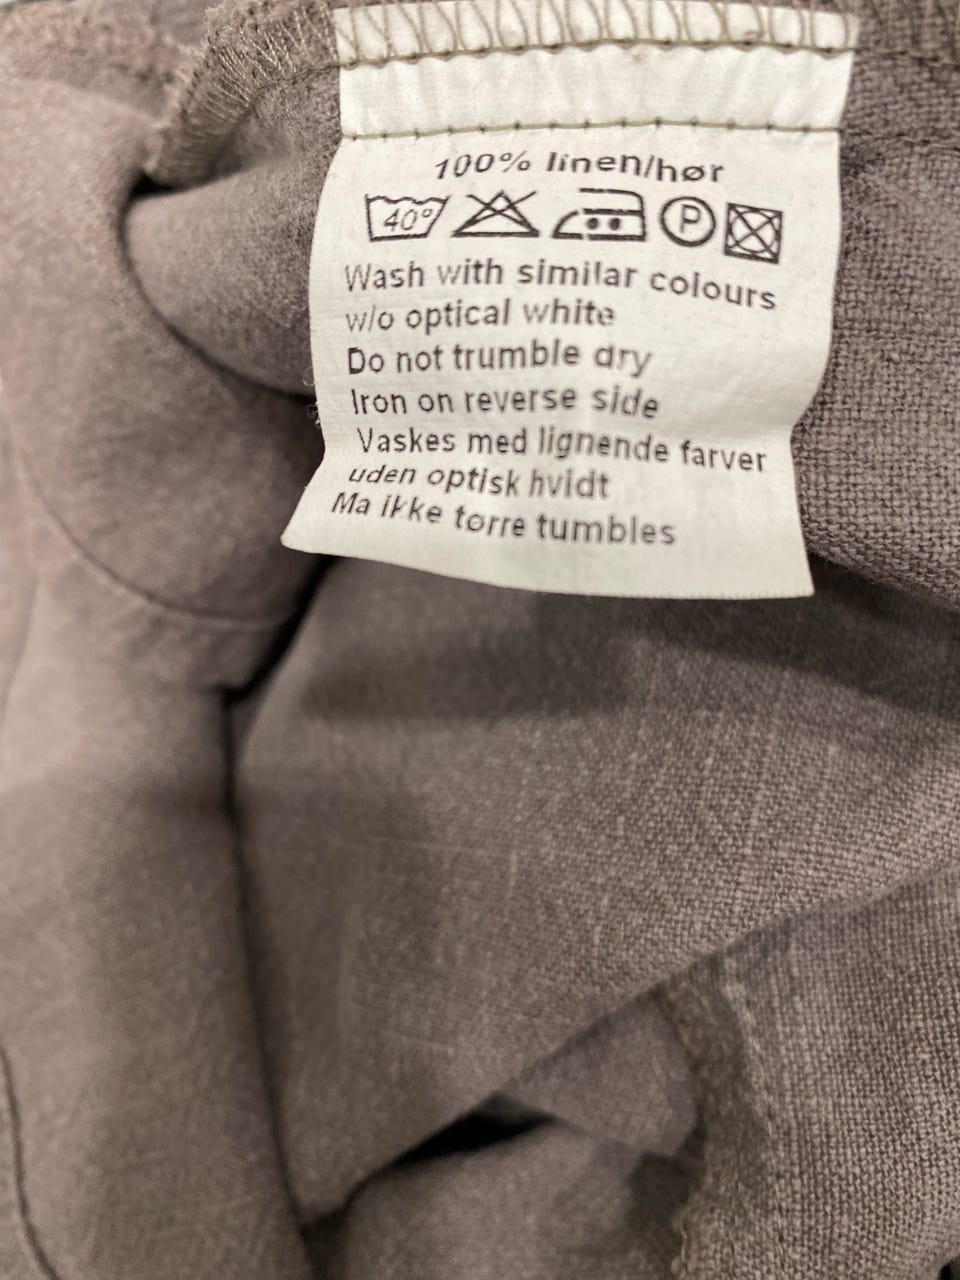 100% linen/hør
40° P
Wash with similar colours
w/o optical white
Do not trumble dry
Iron on reverse side
Vaskes med lignende farver
uden optisk hvidt
Ma ikke tørre tumbles